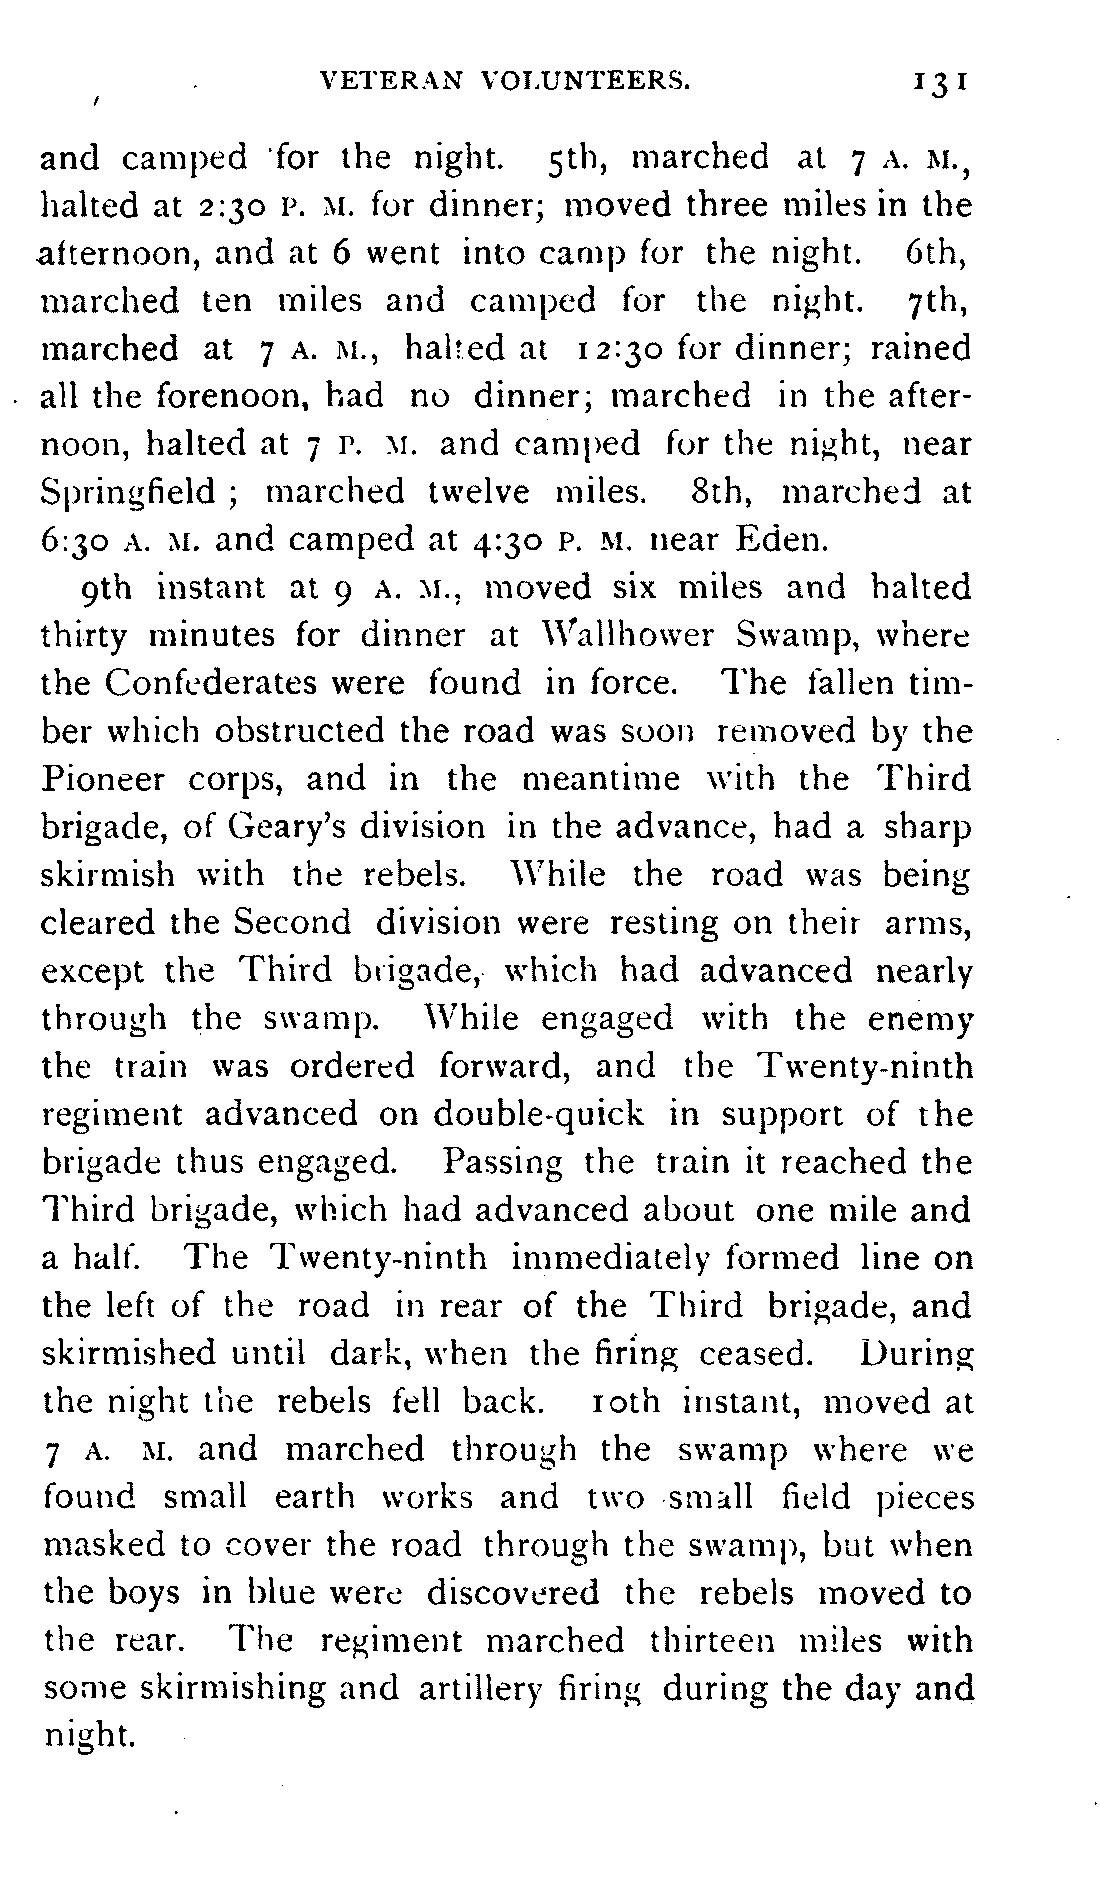 VETERAN VOLUNTEERS. 131
and camped for the night. 5th, marched at 7 A. M.,
halted at 2:30 P. M. for dinner; moved three miles in the
afternoon, and at 6 went into camp for the night. 6th,
marched ten miles and camped for the night. 7th,
marched at 7 A. M., halted at 12:30 for dinner; rained
all the forenoon, had no dinner; marched in the after-
noon, halted at 7 P. M. and camped for the night, near
Springfield ; marched twelve miles. 8th, marched at
6:30 A. M. and camped at 4:30 P. M. near Eden.
9th instant at 9 A. M., moved six miles and halted
thirty minutes for dinner at Wallhower Swamp, where
the Confederates were found in force. The fallen tim-
ber which obstructed the road was soon removed by the
Pioneer corps, and in the meantime with the Third
brigade, of Geary's division in the advance, had a sharp
skirmish with the rebels. While the road was being
cleared the Second division were resting on their arms,
except the Third brigade, which had advanced nearly
through the swamp. While engaged with the enemy
the train was ordered forward, and the Twenty-ninth
regiment advanced on double-quick in support of the
brigade thus engaged. Passing the train it reached the
Third brigade, which had advanced about one mile and
a half. The Twenty-ninth immediately formed line on
the left of the road in rear of the Third brigade, and
skirmished until dark, when the firing ceased. During
the night the rebels fell back. 10th instant, moved at
7 A. M. and marched through the swamp where we
found small earth works and two small field pieces
masked to cover the road through the swamp, but when
the boys in blue were discovered the rebels moved to
the rear. The regiment marched thirteen miles with
some skirmishing and artillery firing during the day and
night.